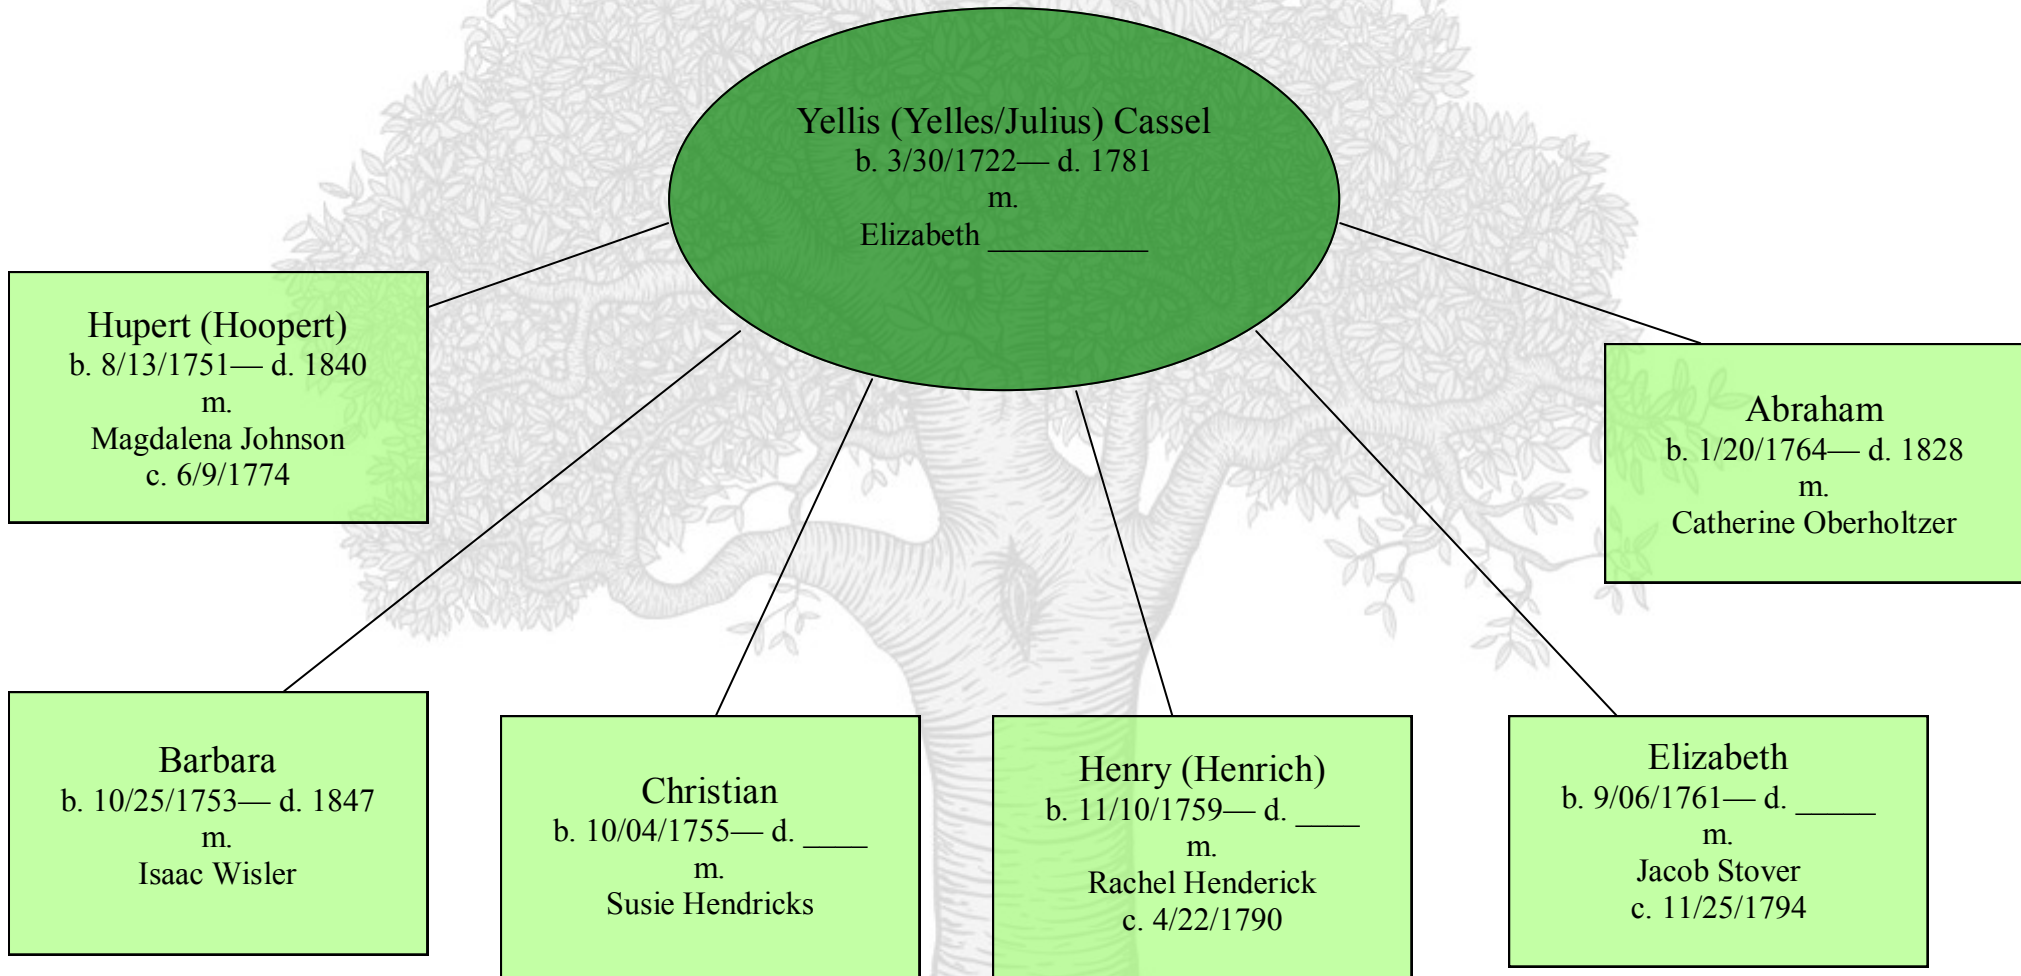 Yellis (Yelles/Julius) Cassel
b. 3/30/1722— d. 1781
m.
Elizabeth __________
Hupert (Hoopert)
b. 8/13/1751— d. 1840
m.
Magdalena Johnson
c. 6/9/1774
Abraham
b. 1/20/1764— d. 1828
m.
Catherine Oberholtzer
Barbara
b. 10/25/1753— d. 1847
m.
Isaac Wisler
Christian
b. 10/04/1755— d. ____
m.
Susie Hendricks
Henry (Henrich)
b. 11/10/1759— d. ____
m.
Rachel Henderick
c. 4/22/1790
Elizabeth
b. 9/06/1761— d. _____
m.
Jacob Stover
c. 11/25/1794